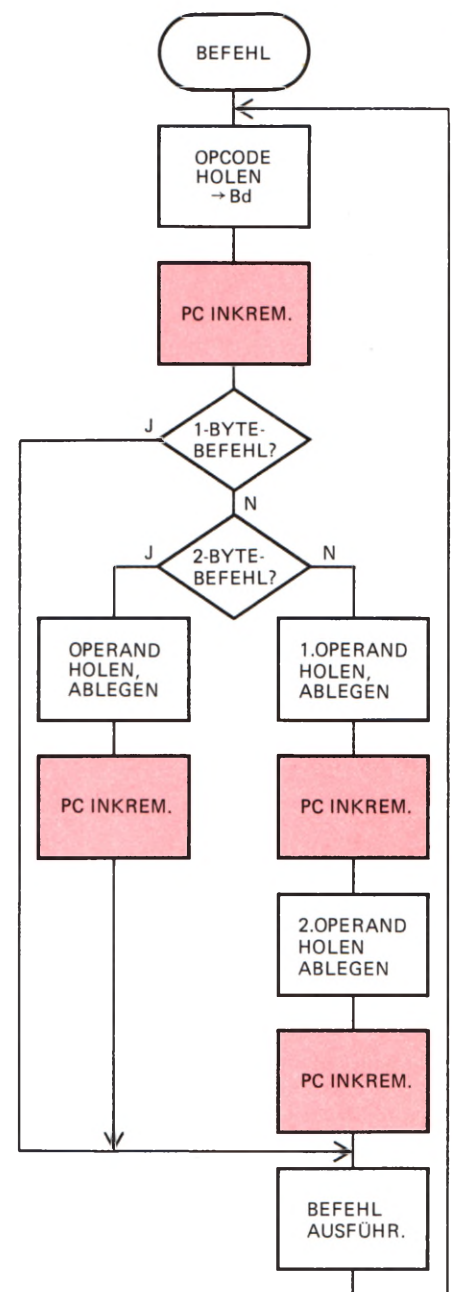 BEFEHL
OPCODE
HOLEN
→ Bd
PC INKREM.
J
1-BYTE-
BEFEHL?
N
J
2-BYTE-
BEFEHL?
N
OPERAND
HOLEN,
ABLEGEN
PC INKREM.
1.OPERAND
HOLEN,
ABLEGEN
PC INKREM.
2.OPERAND
HOLEN
ABLEGEN
PC INKREM.
BEFEHL
AUSFÜHR.